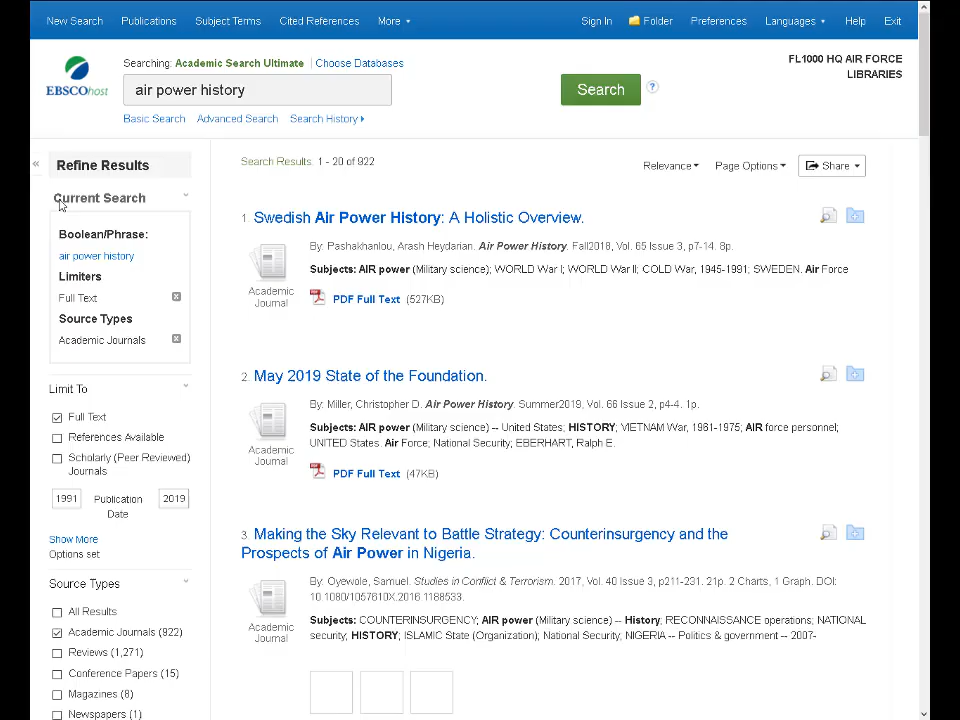 New Search Publications Subject Terms Cited References More Sign In Folder Preferences Languages Help Exit
Searching: Academic Search Ultimate Choose Databases
FL1000 HQ AIR FORCE
LIBRARIES
EBSCOhost
air power history
Search
?
Basic Search Advanced Search Search History
« Refine Results
Search Results: 1 - 20 of 922
Relevance Page Options Share
Current Search
Boolean/Phrase:
air power history
Limiters
Full Text
Source Types
Academic Journals
Limit To
Full Text
References Available
Scholarly (Peer Reviewed)
Journals
1991 Publication 2019
Date
Show More
Options set
Source Types
All Results
Academic Journals (922)
Reviews (1,271)
Conference Papers (15)
Magazines (8)
Newspapers (1)
1. Swedish Air Power History: A Holistic Overview.
By: Pashakhanlou, Arash Heydarian. Air Power History. Fall2018, Vol. 65 Issue 3, p7-14. 8p.
Subjects: AIR power (Military science); WORLD War I; WORLD War II; COLD War, 1945-1991; SWEDEN. Air Force
Academic
Journal
PDF Full Text (527KB)
2. May 2019 State of the Foundation.
By: Miller, Christopher D. Air Power History. Summer2019, Vol. 66 Issue 2, p4-4. 1p.
Subjects: AIR power (Military science) -- United States; HISTORY; VIETNAM War, 1961-1975; AIR force personnel;
UNITED States. Air Force; National Security; EBERHART, Ralph E.
Academic
Journal
PDF Full Text (47KB)
3. Making the Sky Relevant to Battle Strategy: Counterinsurgency and the
Prospects of Air Power in Nigeria.
By: Oyewole, Samuel. Studies in Conflict & Terrorism. 2017, Vol. 40 Issue 3, p211-231. 21p. 2 Charts, 1 Graph. DOI:
10.1080/1057610X.2016.1188533.
Subjects: COUNTERINSURGENCY; AIR power (Military science) -- History; RECONNAISSANCE operations; NATIONAL
security; HISTORY; ISLAMIC State (Organization); National Security; NIGERIA -- Politics & government -- 2007-
Academic
Journal